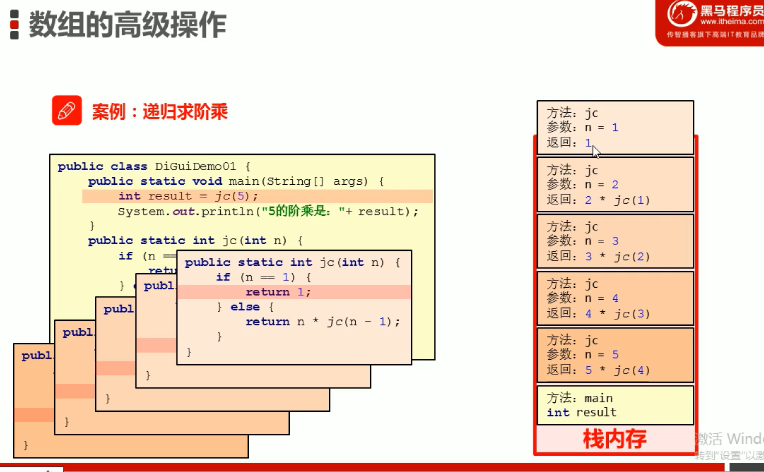 数组的高级操作
黑马程序员
www.itheima.com
传智播客旗下高端IT教育品牌
案例：递归求阶乘
public class DiGuiDemo01 {
public static void main(String[] args) {
int result = jc(5);
System.out.println("5的阶乘是："+ result);
}
public static int jc(int n) {
if (n ==
retu
} e
public static int jc(int n) {
if (n == 1) {
return 1;
} else {
return n * jc(n - 1);
}
}
publ
}
publ
}
publ
}
publ
}
方法：jc
参数：n = 1
返回：1
方法：jc
参数：n = 2
返回：2 * jc(1)
方法：jc
参数：n = 3
返回：3 * jc(2)
方法：jc
参数：n = 4
返回：4 * jc(3)
方法：jc
参数：n = 5
返回：5 * jc(4)
方法：main
int result
栈内存
激活 Windo
转到"设置"以激